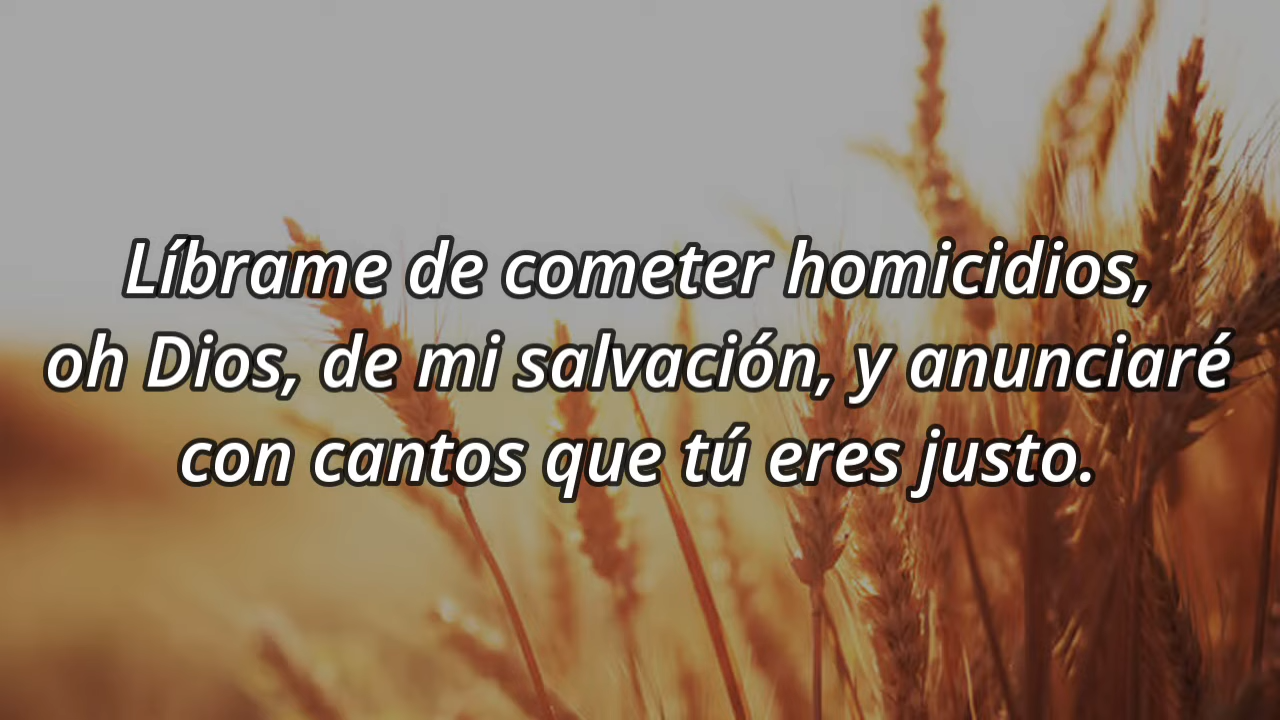 Líbrame de cometer homicidios,
oh Dios, de mi salvación, y anunciaré
con cantos que tú eres justo.